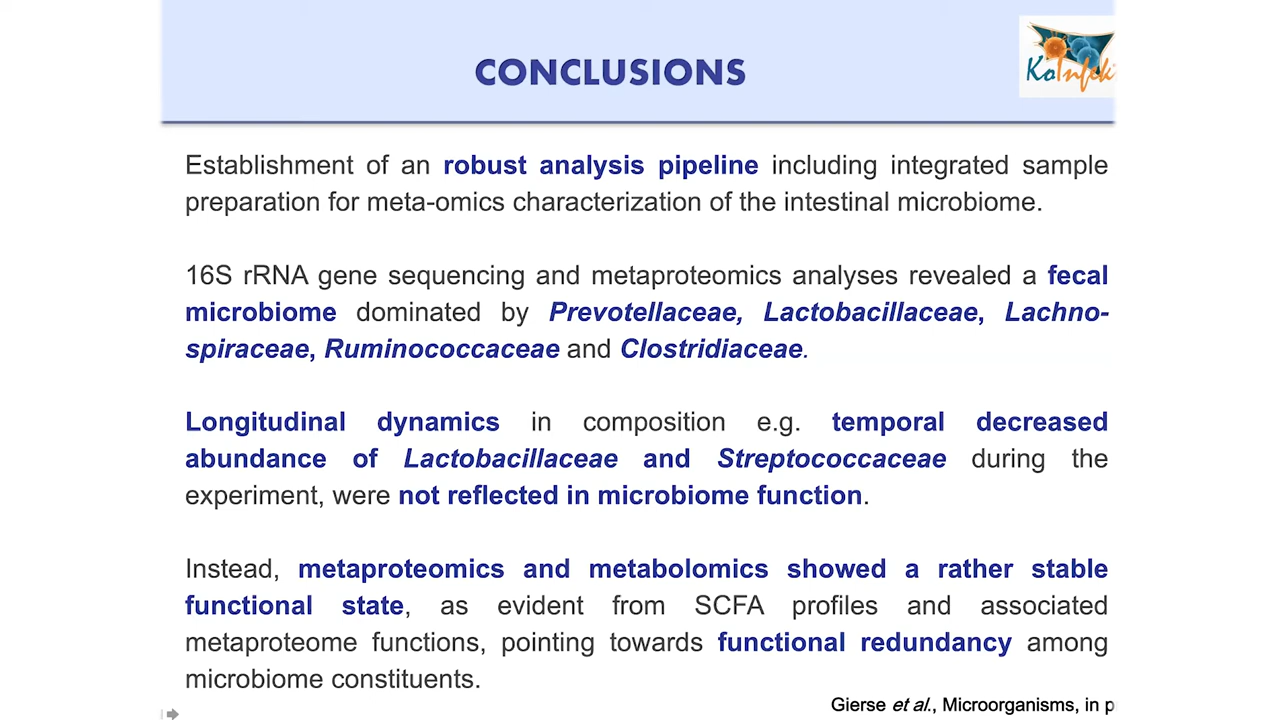 CONCLUSIONS
KoInfekt
Establishment of an robust analysis pipeline including integrated sample
preparation for meta-omics characterization of the intestinal microbiome.
16S rRNA gene sequencing and metaproteomics analyses revealed a fecal
microbiome dominated by Prevotellaceae, Lactobacillaceae, Lachno-
spiraceae, Ruminococcaceae and Clostridiaceae.
Longitudinal dynamics in composition e.g. temporal decreased
abundance of Lactobacillaceae and Streptococcaceae during the
experiment, were not reflected in microbiome function.
Instead, metaproteomics and metabolomics showed a rather stable
functional state, as evident from SCFA profiles and associated
metaproteome functions, pointing towards functional redundancy among
microbiome constituents.
Gierse et al., Microorganisms, in p